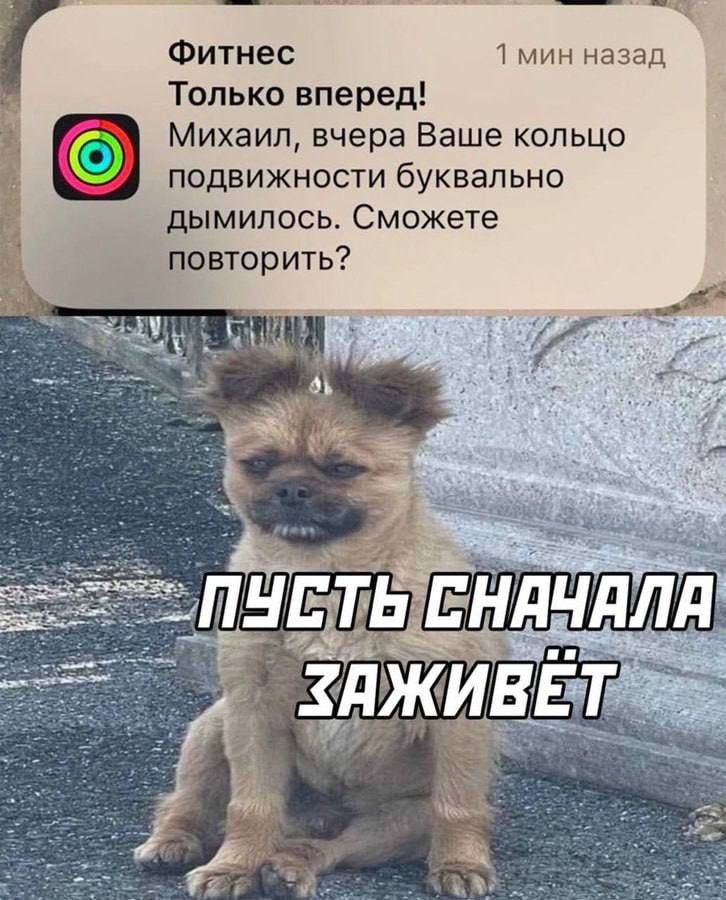 Фитнес 1 мин назад
Только вперед!
Михаил, вчера Ваше кольцо
подвижности буквально
дымилось. Сможете
повторить?
ПУСТЬ СНАЧАЛА
ЗАЖИВЁТ